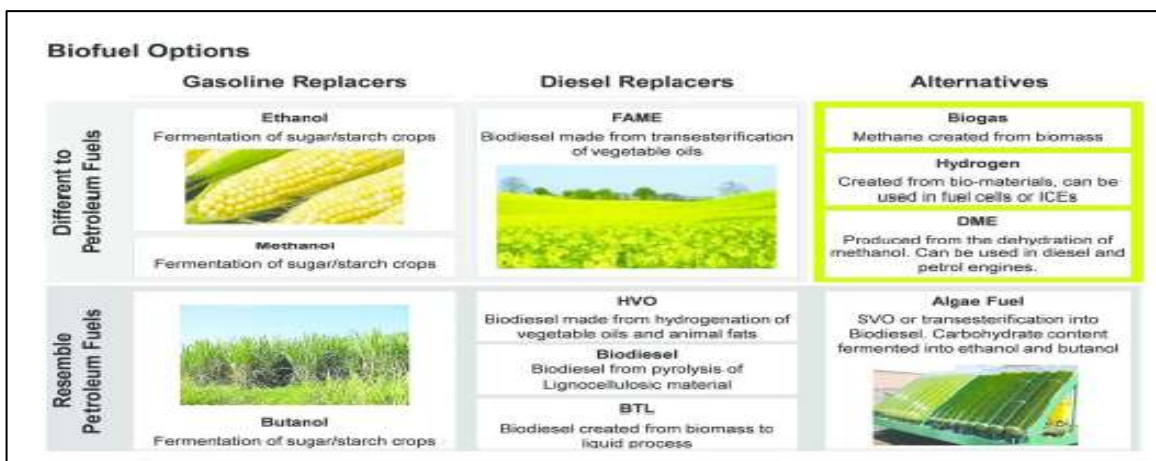 Biofuel Options
Gasoline Replacers
Diesel Replacers
Alternatives
Different to
Petroleum Fuels
Ethanol
Fermentation of sugar/starch crops
Methanol
Fermentation of sugar/starch crops
FAME
Biodiesel made from transesterification
of vegetable oils
Biogas
Methane created from biomass
Hydrogen
Created from bio-materials, can be
used in fuel cells or ICEs
DME
Produced from the dehydration of
methanol. Can be used in diesel and
petrol engines.
Resemble
Petroleum Fuels
Butanol
Fermentation of sugar/starch crops
HVO
Biodiesel made from hydrogenation of
vegetable oils and animal fats
Biodiesel
Biodiesel from pyrolysis of
Lignocellulosic material
BTL
Biodiesel created from biomass to
liquid process
Algae Fuel
SVO or transesterification into
Biodiesel. Carbohydrate content
fermented into ethanol and butanol